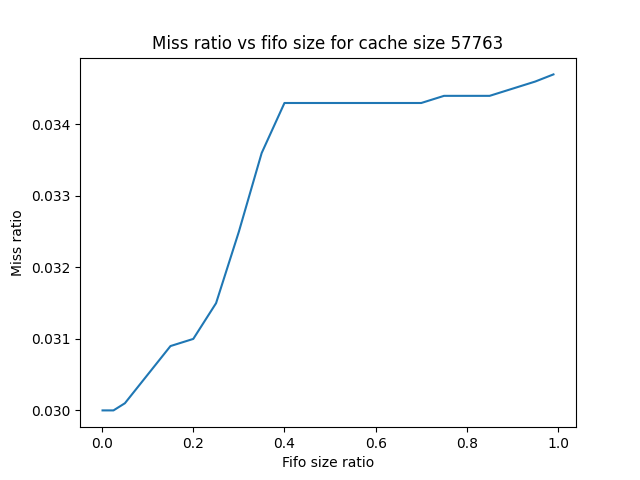 Miss ratio vs fifo size for cache size 57763
0.034
0.033
0.032
0.031
0.030
Miss ratio
0.0 0.2 0.4 0.6 0.8 1.0
Fifo size ratio